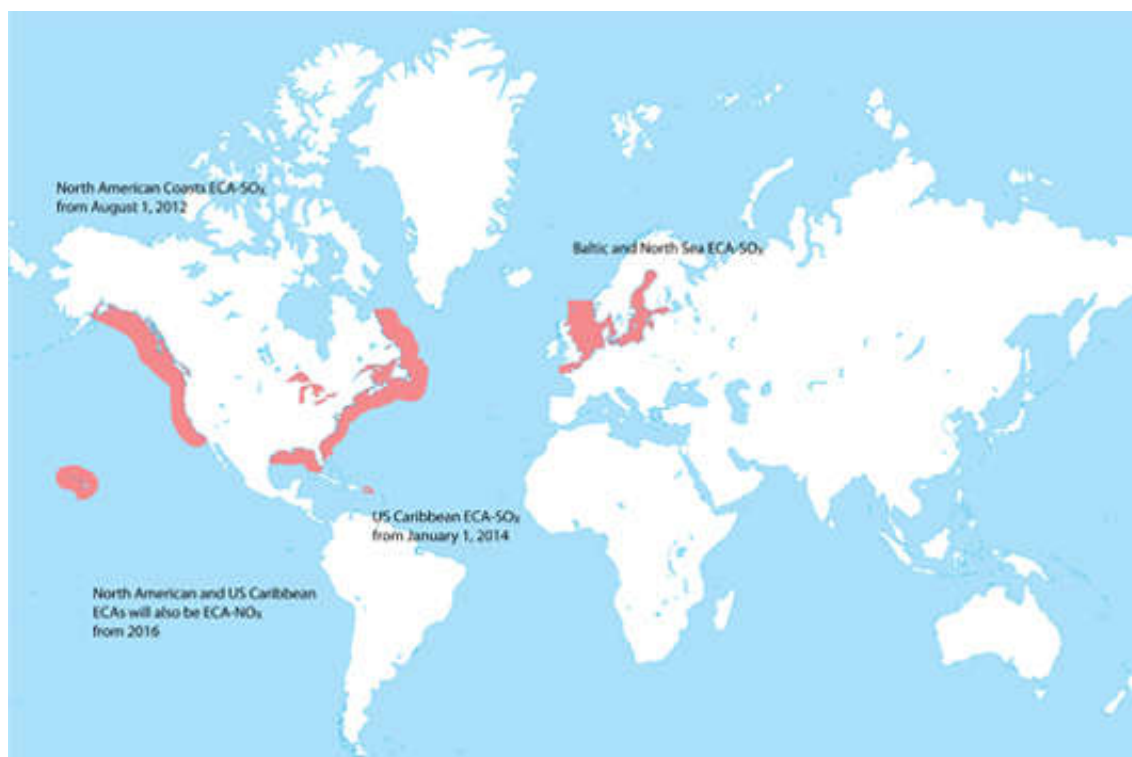 North American Coasts ECA-SOx
from August 1, 2012
Baltic and North Sea ECA-SOx
US Caribbean ECA-SOx
from January 1, 2014
North American and US Caribbean
ECAs will also be ECA-NOx
from 2016